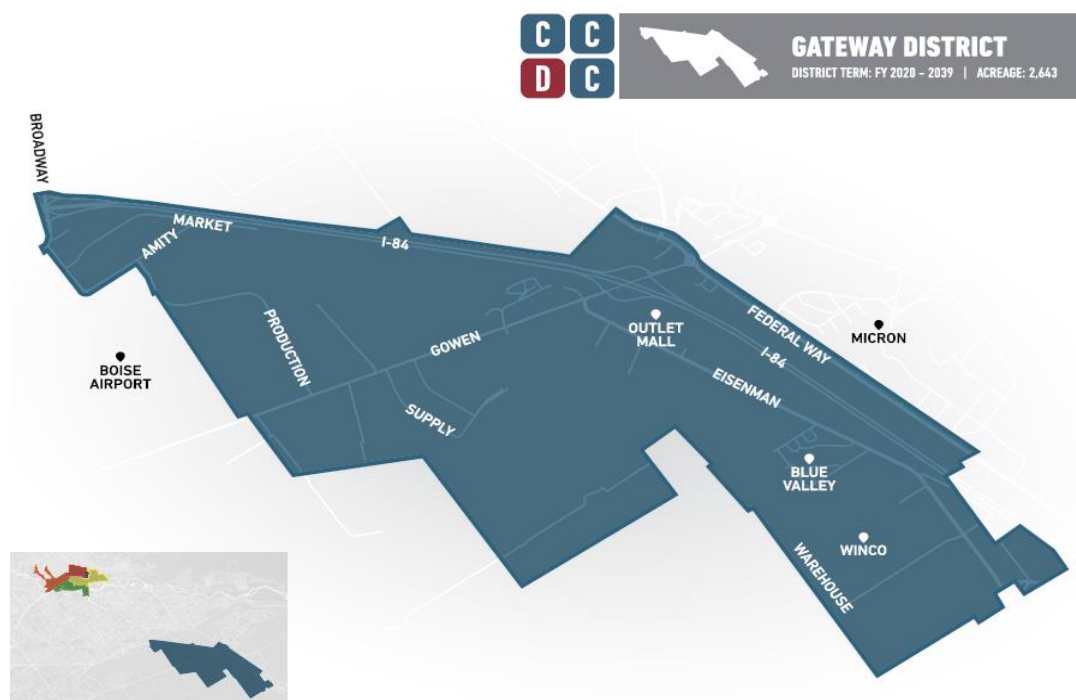 C C
D C
GATEWAY DISTRICT
DISTRICT TERM: FY 2020 - 2039 | ACREAGE: 2,643
BROADWAY
MARKET
AMITY
I-84
PRODUCTION
GOWEN
OUTLET
MALL
FEDERAL WAY
MICRON
I-84
BOISE
AIRPORT
EISENMAN
SUPPLY
BLUE
VALLEY
WINCO
WAREHOUSE